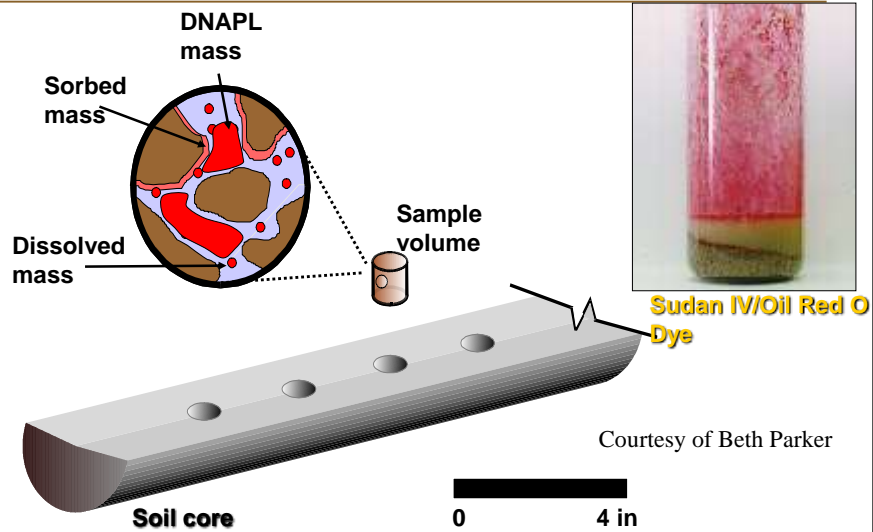 DNAPL
mass
Sorbed
mass
Sample
volume
Dissolved
mass
Sudan IV/Oil Red O
Dye
Courtesy of Beth Parker
Soil core
0 4 in